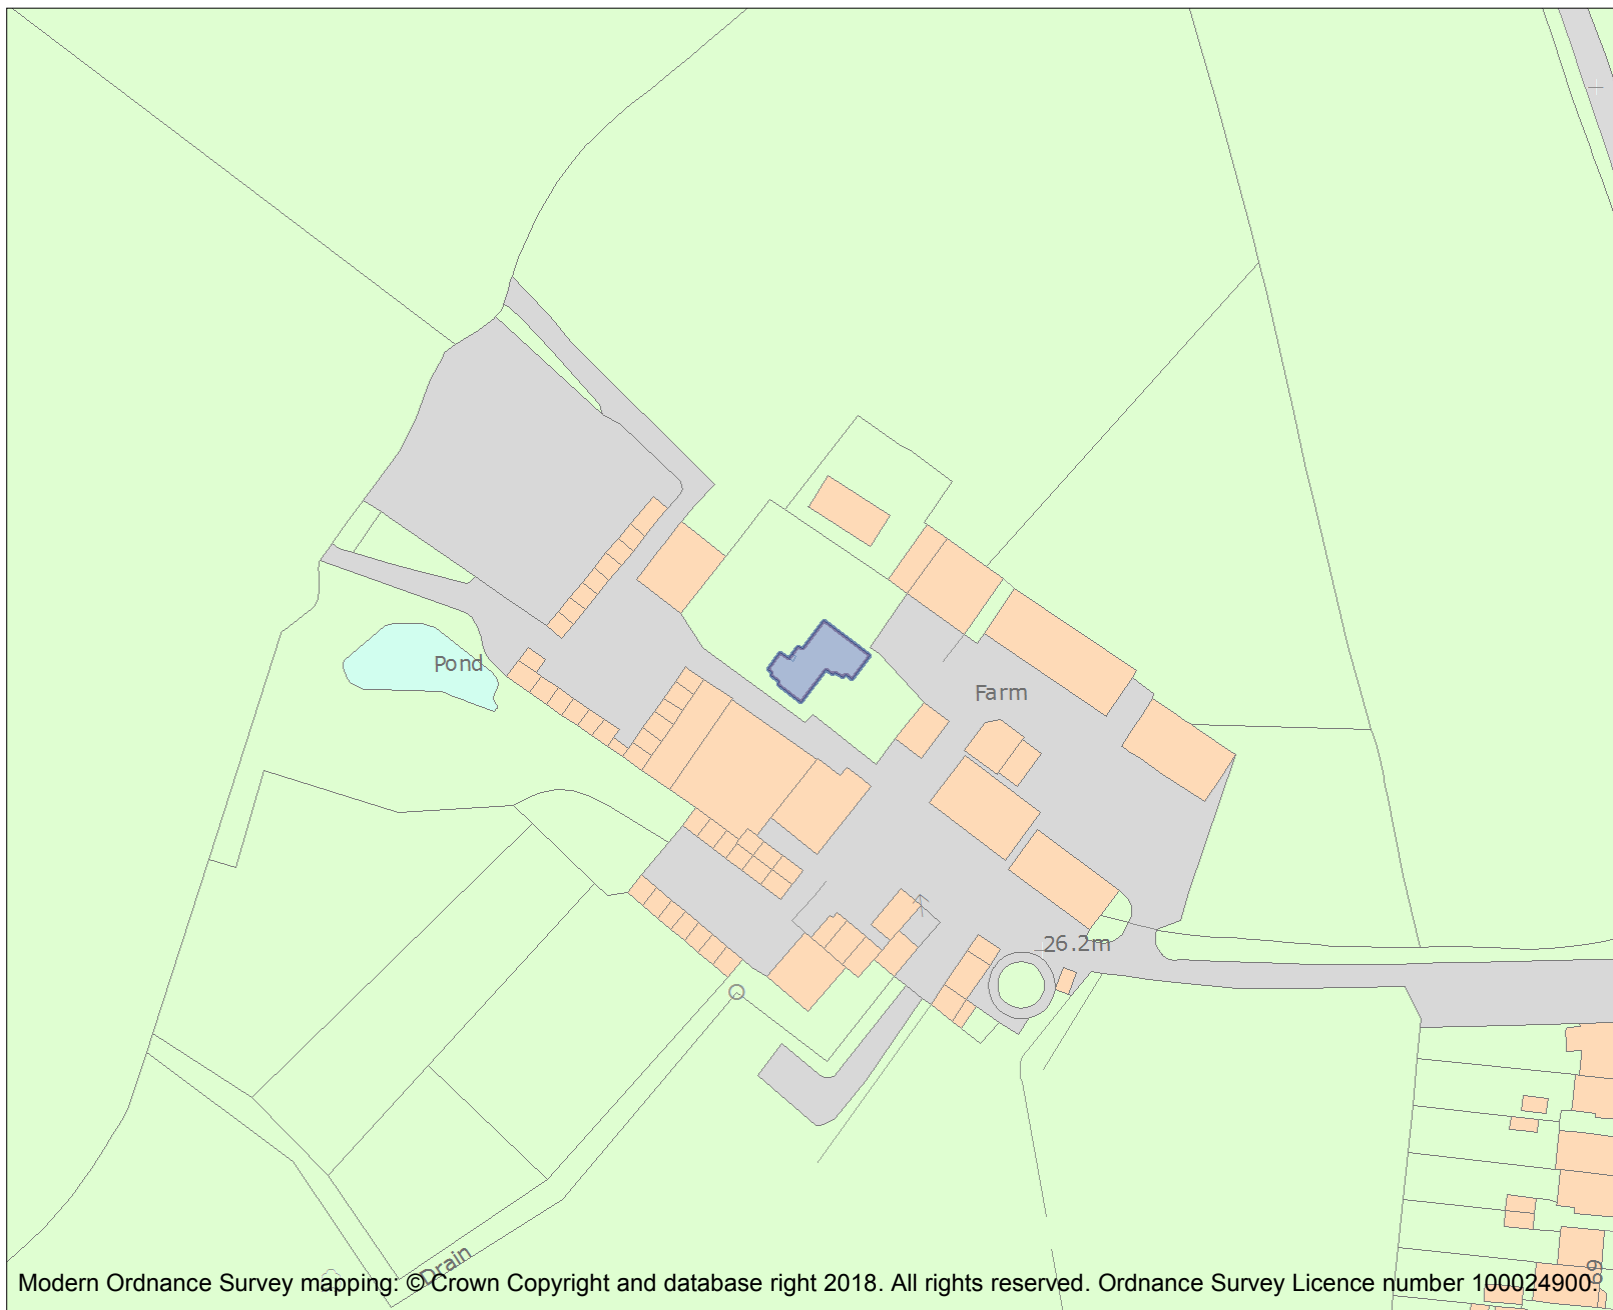 Pond
Farm
26.2m
Drain
69
Modern Ordnance Survey mapping: © Crown Copyright and database right 2018. All rights reserved. Ordnance Survey Licence number 100024900.